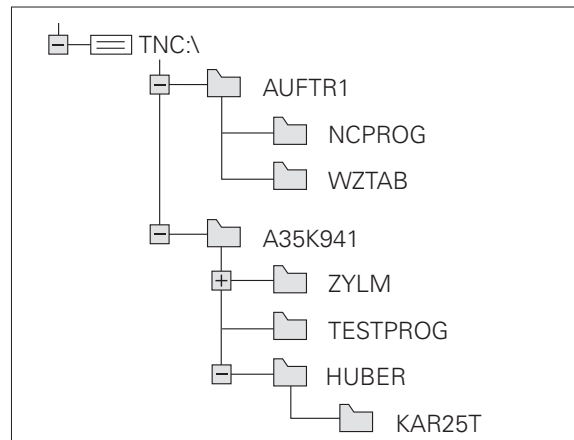 TNC:\
AUFTR1
NCPROG
WZTAB
A35K941
ZYLM
TESTPROG
HUBER
KAR25T